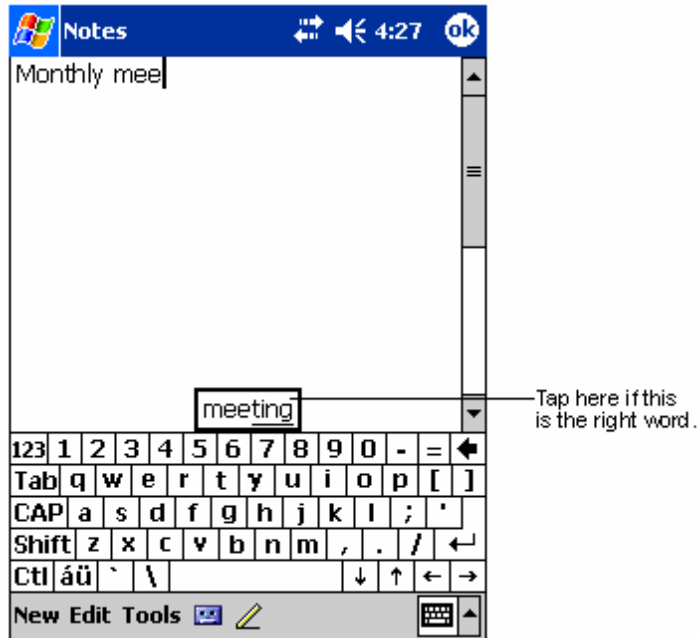 Notes 4:27 ok
Monthly mee
meeting
Tap here if this
is the right word.
123 1 2 3 4 5 6 7 8 9 0 - =
Tab q w e r t y u i o p [ ]
CAP a s d f g h j k l ; '
Shift z x c v b n m , . /
Ctl áü ` \ ↓ ↑ ← →
New Edit Tools